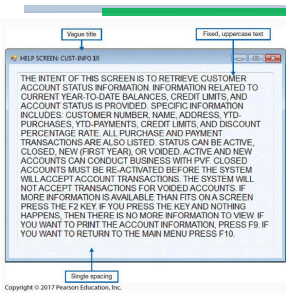 Vague title
Fixed, uppercase text
HELP SCREEN: CUST-INFO 10
THE INTENT OF THIS SCREEN IS TO RETRIEVE CUSTOMER
ACCOUNT STATUS INFORMATION. INFORMATION RELATED TO
CURRENT YEAR-TO-DATE BALANCES, CREDIT LIMITS, AND
ACCOUNT STATUS IS PROVIDED. SPECIFIC INFORMATION
INCLUDES: CUSTOMER NUMBER, NAME, ADDRESS, YTD-
PURCHASES, YTD-PAYMENTS, CREDIT LIMITS, AND DISCOUNT
PERCENTAGE RATE. ALL PURCHASE AND PAYMENT
TRANSACTIONS ARE ALSO LISTED. STATUS CAN BE ACTIVE,
CLOSED, NEW (FIRST YEAR), OR VOIDED. ACTIVE AND NEW
ACCOUNTS CAN CONDUCT BUSINESS WITH PVF. CLOSED
ACCOUNTS MUST BE RE-ACTIVATED BEFORE THE SYSTEM
WILL ACCEPT ACCOUNT TRANSACTIONS. THE SYSTEM WILL
NOT ACCEPT TRANSACTIONS FOR VOIDED ACCOUNTS. IF
MORE INFORMATION IS AVAILABLE THAN FITS ON A SCREEN
PRESS THE F2 KEY. IF YOU PRESS THE KEY AND NOTHING
HAPPENS, THEN THERE IS NO MORE INFORMATION TO VIEW. IF
YOU WANT TO PRINT THE ACCOUNT INFORMATION, PRESS F9. IF
YOU WANT TO RETURN TO THE MAIN MENU PRESS F10.
Single spacing
Copyright © 2017 Pearson Education, Inc.